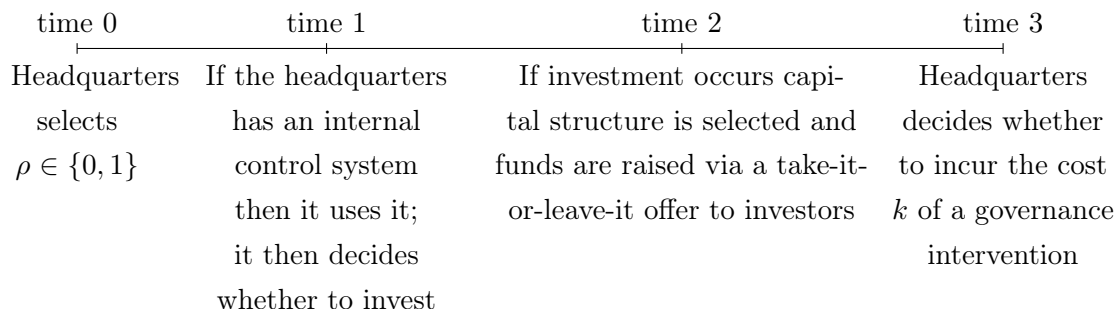 time 0
time 1
time 2
time 3
Headquarters
selects
ρ ∈ {0, 1}
If the headquarters
has an internal
control system
then it uses it;
it then decides
whether to invest
If investment occurs capi-
tal structure is selected and
funds are raised via a take-it-
or-leave-it offer to investors
Headquarters
decides whether
to incur the cost
k of a governance
intervention